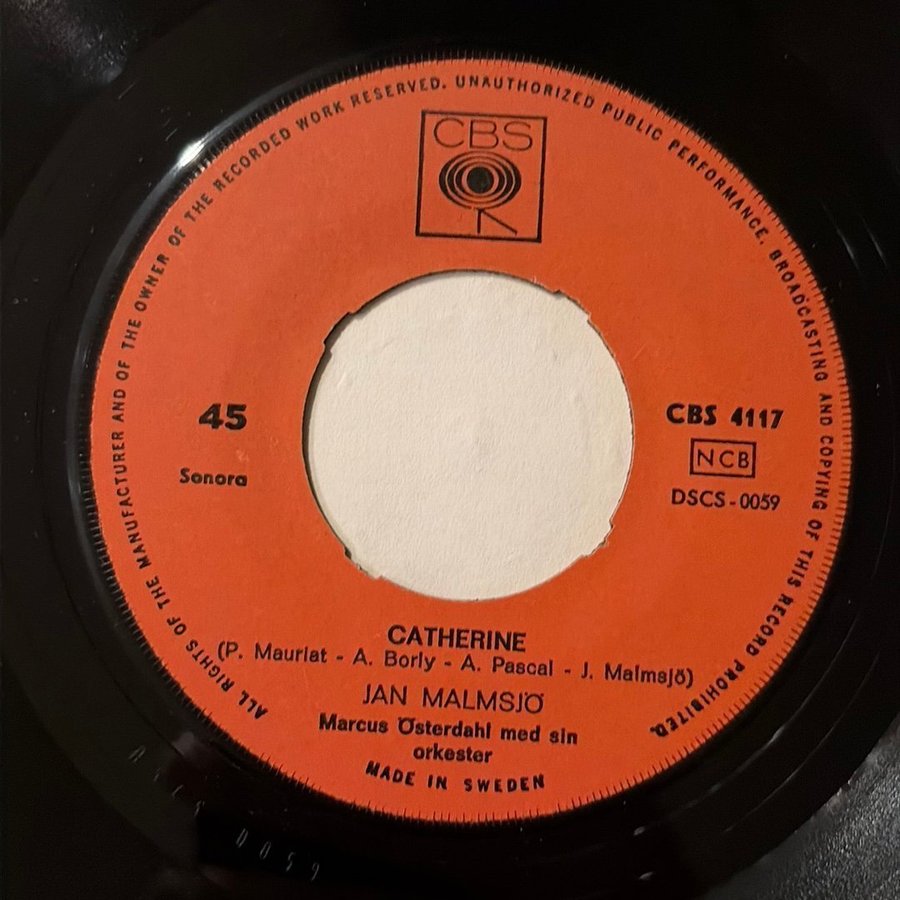 ALL RIGHTS OF THE MANUFACTURER AND OF THE OWNER OF THE RECORDED WORK RESERVED. UNAUTHORIZED PUBLIC PERFORMANCE, BROADCASTING AND COPYING OF THIS RECORD PROHIBITED.
CBS
45
Sonora
CBS 4117
NCB
DSCS-0059
CATHERINE
(P. Mauriat - A. Borly - A. Pascal - J. Malmsjö)
JAN MALMSJÖ
Marcus Österdahl med sin
orkester
MADE IN SWEDEN
0059